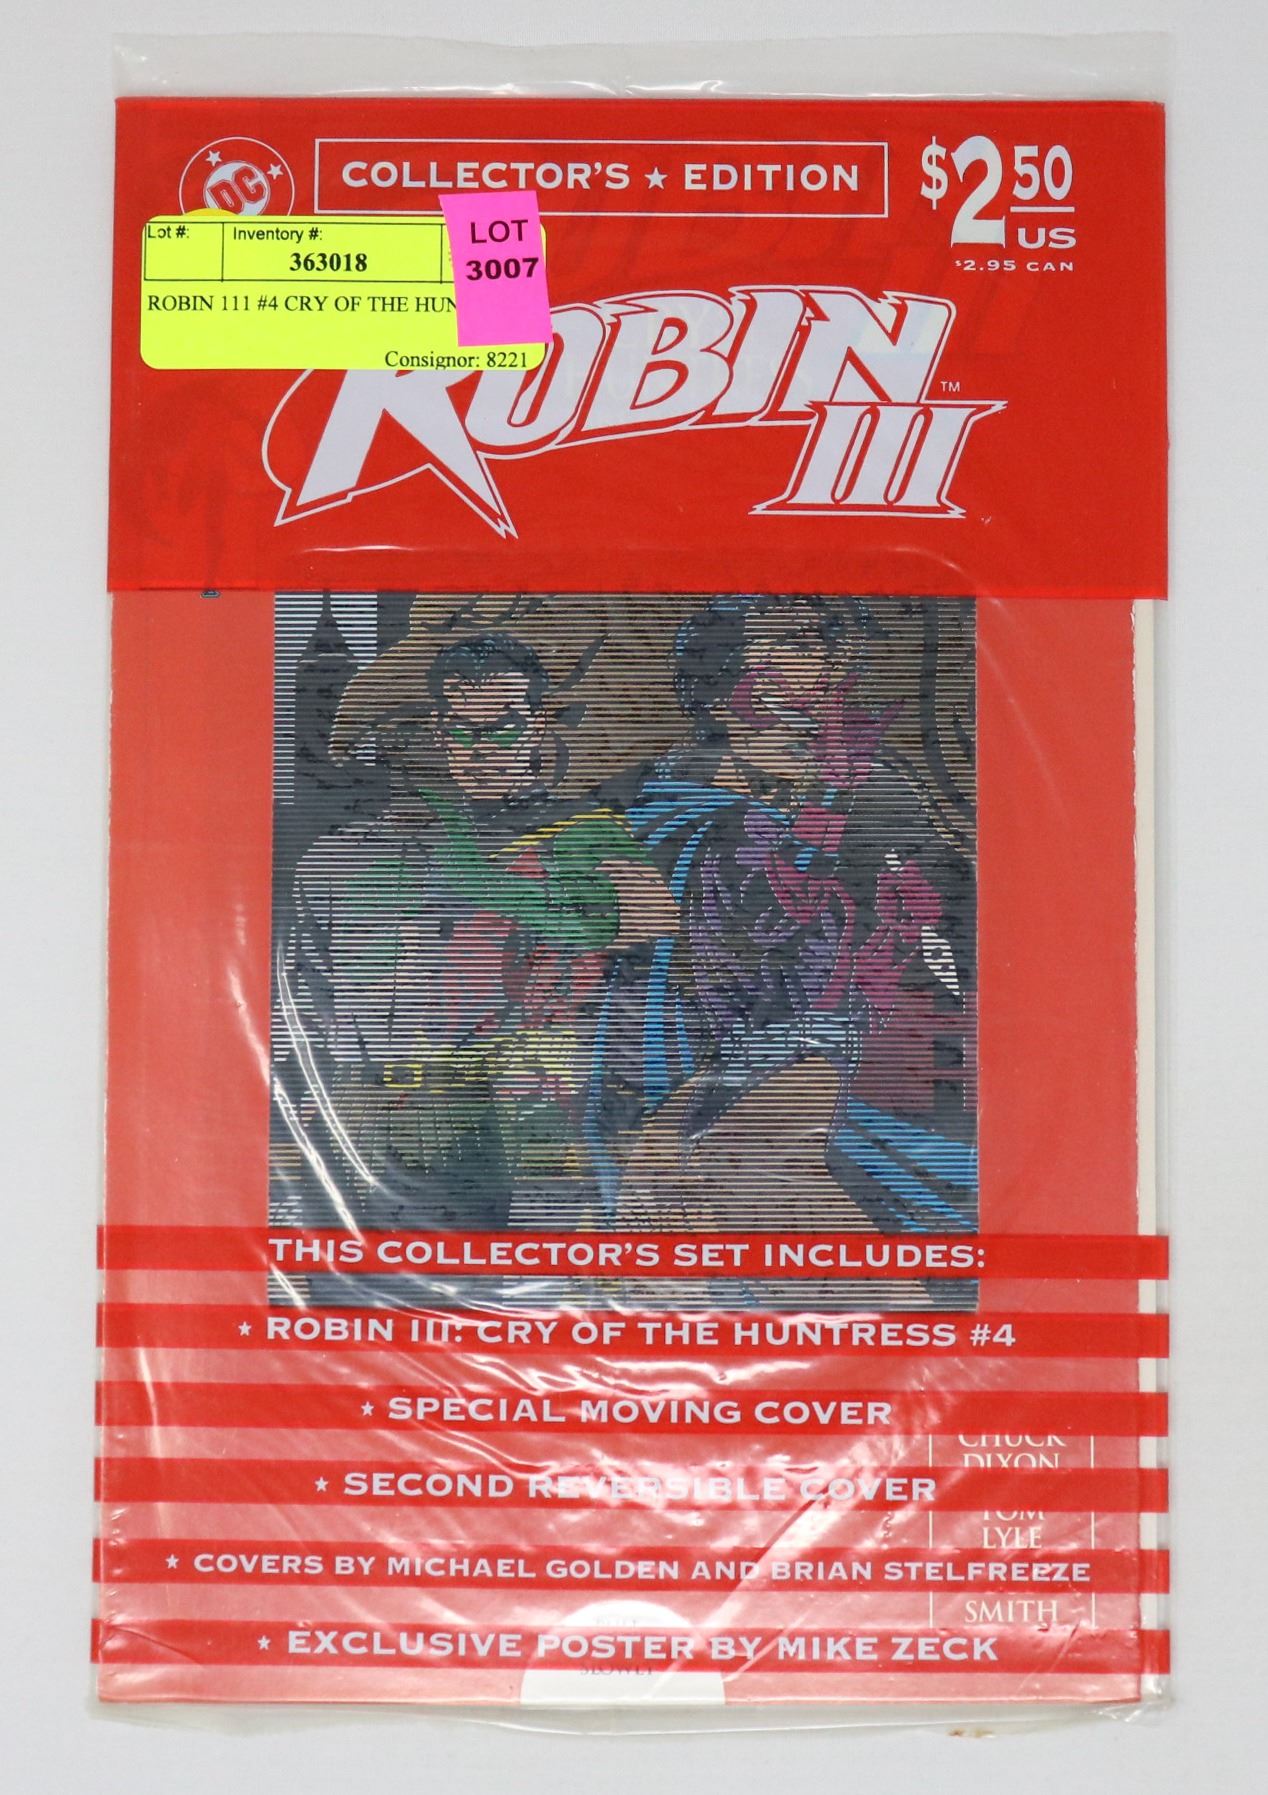 DC
COLLECTOR'S ★ EDITION
$2.50
US
$2.95 CAN
Lot #:
Inventory #:
363018
LOT
3007
ROBIN 111 #4 CRY OF THE HUN
Consignor: 8221
ROBIN
III
TM
THIS COLLECTOR'S SET INCLUDES:
★ ROBIN III: CRY OF THE HUNTRESS #4
★ SPECIAL MOVING COVER
CHUCK
DIXON
★ SECOND REVERSIBLE COVER
TOM
LYLE
★ COVERS BY MICHAEL GOLDEN AND BRIAN STELFREEZE
SMITH
★ EXCLUSIVE POSTER BY MIKE ZECK
SLOWLY